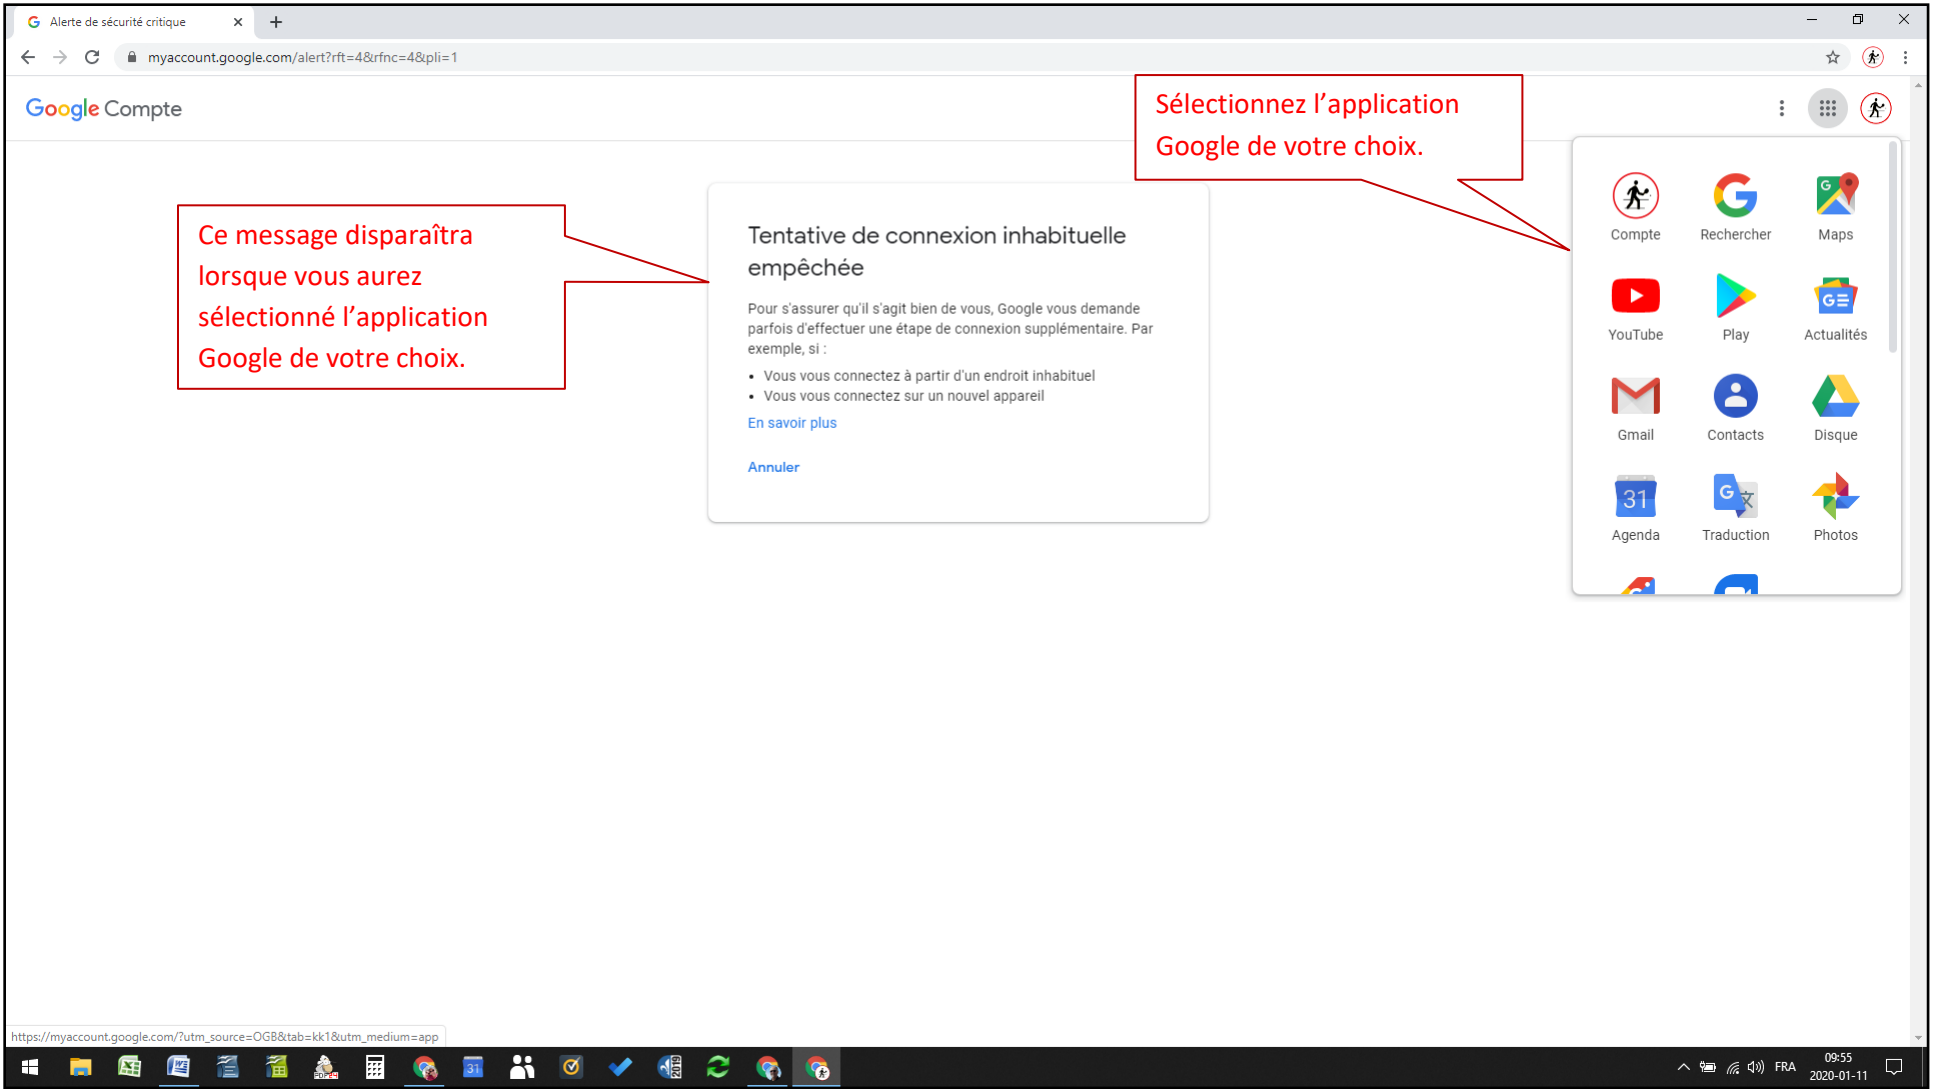 Alerte de sécurité critique
myaccount.google.com/alert?rft=4&rfnc=4&pli=1
Google Compte
Sélectionnez l’application
Google de votre choix.
Ce message disparaîtra
lorsque vous aurez
sélectionné l’application
Google de votre choix.
Tentative de connexion inhabituelle
empêchée
Pour s'assurer qu'il s'agit bien de vous, Google vous demande
parfois d'effectuer une étape de connexion supplémentaire. Par
exemple, si :
• Vous vous connectez à partir d'un endroit inhabituel
• Vous vous connectez sur un nouvel appareil
En savoir plus
Annuler
Compte Rechercher Maps
YouTube Play Actualités
Gmail Contacts Disque
31
Agenda Traduction Photos
https://myaccount.google.com/?utm_source=OGB&tab=kk1&utm_medium=app
31
2019
FRA
09:55
2020-01-11